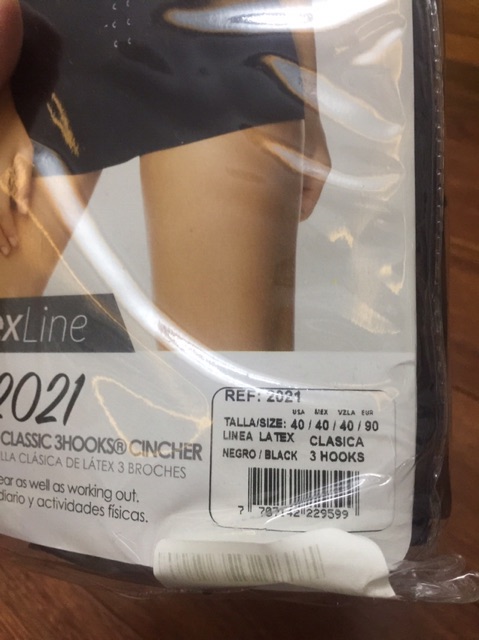 exLine
2021
CLASSIC 3HOOKS® CINCHER
LLA CLÁSICA DE LÁTEX 3 BROCHES
ear as well as working out.
diario y actividades físicas.
REF: 2021
USA MEX VZLA EUR
TALLA/SIZE: 40 / 40 / 40 / 90
LINEA LATEX CLASICA
NEGRO / BLACK 3 HOOKS
229599